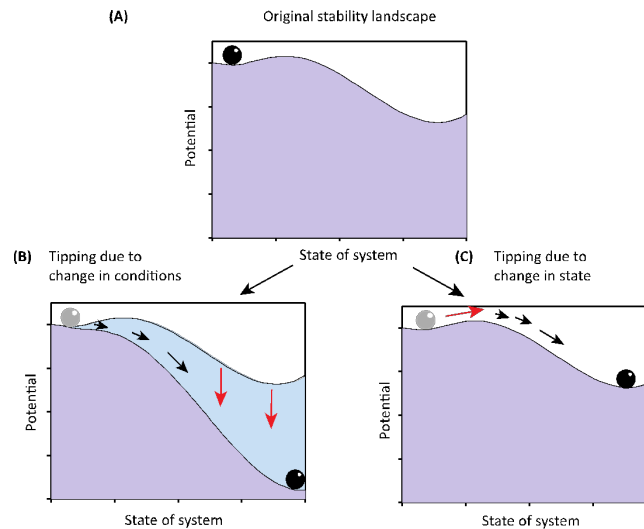 (A)
Original stability landscape
Potential
State of system
(B)
Tipping due to
change in conditions
(C)
Tipping due to
change in state
Potential
State of system
Potential
State of system